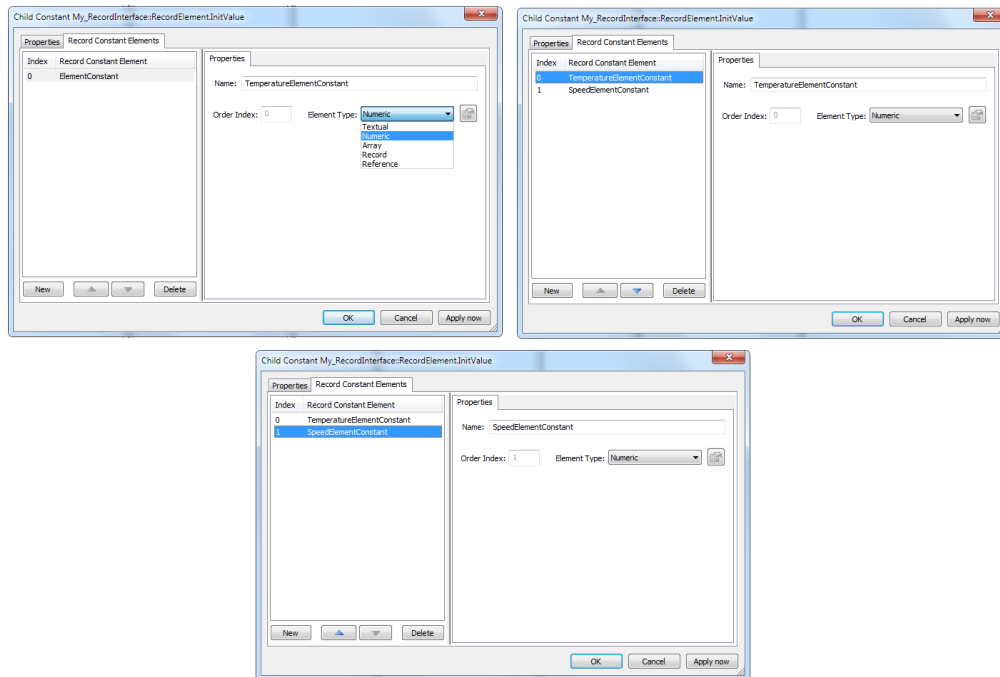 Child Constant My_RecordInterface::RecordElement.InitValue
Properties Record Constant Elements
Index Record Constant Element
0 ElementConstant
Properties
Name: TemperatureElementConstant
Order Index: 0 Element Type: Numeric
Textual
Numeric
Array
Record
Reference
New Delete
OK Cancel Apply now
Child Constant My_RecordInterface::RecordElement.InitValue
Properties Record Constant Elements
Index Record Constant Element
0 TemperatureElementConstant
1 SpeedElementConstant
Properties
Name: TemperatureElementConstant
Order Index: 0 Element Type: Numeric
New Delete
OK Cancel Apply now
Child Constant My_RecordInterface::RecordElement.InitValue
Properties Record Constant Elements
Index Record Constant Element
0 TemperatureElementConstant
1 SpeedElementConstant
Properties
Name: SpeedElementConstant
Order Index: 1 Element Type: Numeric
New Delete
OK Cancel Apply now